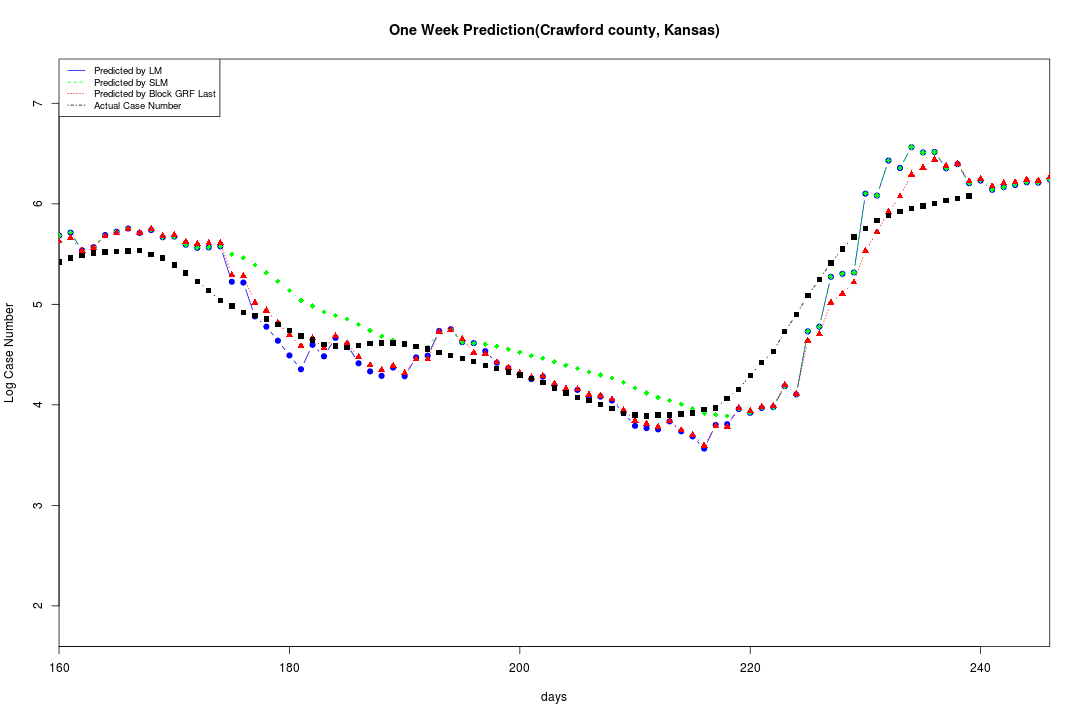 One Week Prediction(Crawford county, Kansas)
Predicted by LM
Predicted by SLM
Predicted by Block GRF Last
Actual Case Number
7
6
5
4
3
2
Log Case Number
160 180 200 220 240
days